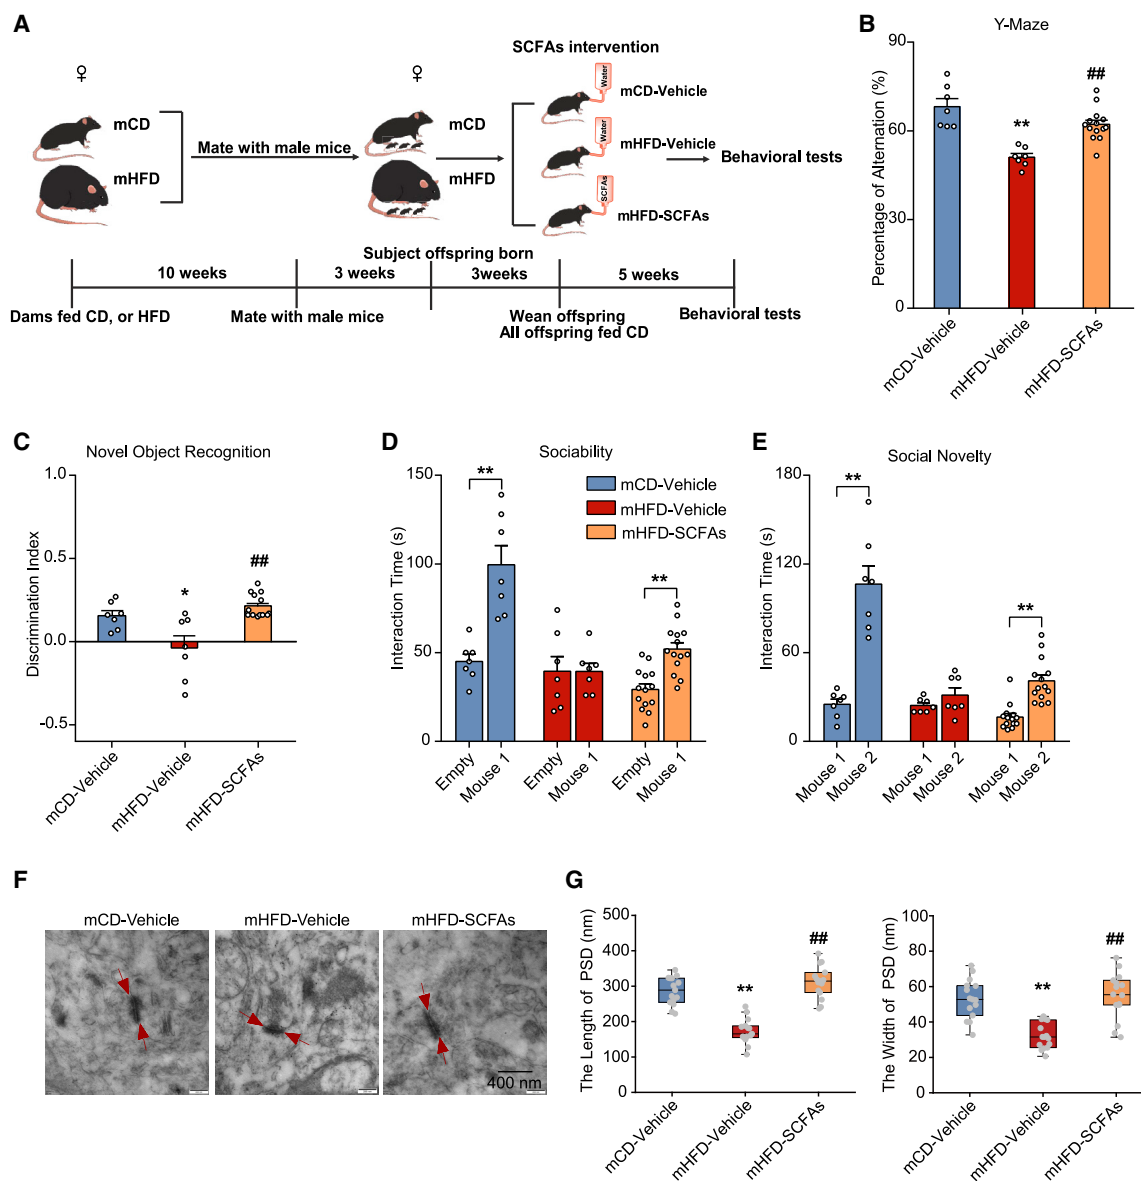 A
♀
♀
SCFAs intervention
mCD
mHFD
Mate with male mice
mCD
mHFD
Water
mCD-Vehicle
Water
mHFD-Vehicle
SCFAs
mHFD-SCFAs
Behavioral tests
Subject offspring born
10 weeks
3 weeks
3weeks
5 weeks
Dams fed CD, or HFD
Mate with male mice
Wean offspring
All offspring fed CD
Behavioral tests
B
Y-Maze
Percentage of Alternation (%)
90
60
30
0
**
##
mCD-Vehicle
mHFD-Vehicle
mHFD-SCFAs
C
Novel Object Recognition
Discrimination Index
1.0
0.5
0.0
-0.5
*
##
mCD-Vehicle
mHFD-Vehicle
mHFD-SCFAs
D
Sociability
Interaction Time (s)
150
100
50
0
**
**
mCD-Vehicle
mHFD-Vehicle
mHFD-SCFAs
Empty
Mouse 1
Empty
Mouse 1
Empty
Mouse 1
E
Social Novelty
Interaction Time (s)
180
120
60
0
**
**
Mouse 1
Mouse 2
Mouse 1
Mouse 2
Mouse 1
Mouse 2
F
mCD-Vehicle
mHFD-Vehicle
mHFD-SCFAs
400 nm
G
The Length of PSD (nm)
500
400
300
200
100
0
**
##
mCD-Vehicle
mHFD-Vehicle
mHFD-SCFAs
The Width of PSD (nm)
100
80
60
40
20
0
**
##
mCD-Vehicle
mHFD-Vehicle
mHFD-SCFAs